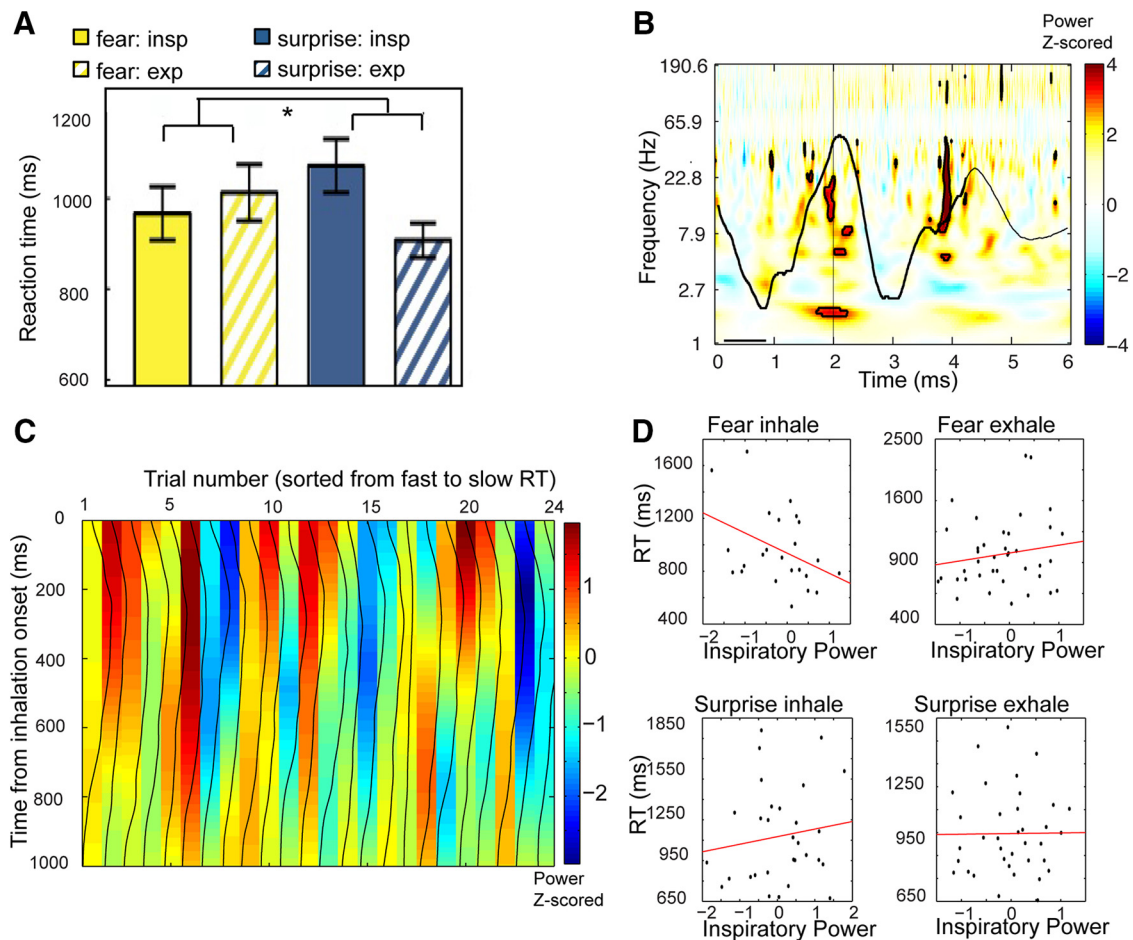 A
fear: insp
surprise: insp
fear: exp
surprise: exp
Reaction time (ms)
1200
1000
800
600
*
B
Power
Z-scored
Frequency (Hz)
190.6
65.9
22.8
7.9
2.7
1
0 1 2 3 4 5 6
Time (ms)
4
2
0
−2
−4
C
Trial number (sorted from fast to slow RT)
1 5 10 15 20 24
Time from inhalation onset (ms)
0
200
400
600
800
1000
1
0
−1
−2
Power
Z-scored
D
Fear inhale
RT (ms)
1600
1200
800
400
−2 −1 0 1
Inspiratory Power
Fear exhale
2500
1600
900
400
−1 0 1
Inspiratory Power
Surprise inhale
RT (ms)
1850
1550
1250
950
650
−2 −1 0 1 2
Inspiratory Power
Surprise exhale
1550
1250
950
650
−1 0 1
Inspiratory Power